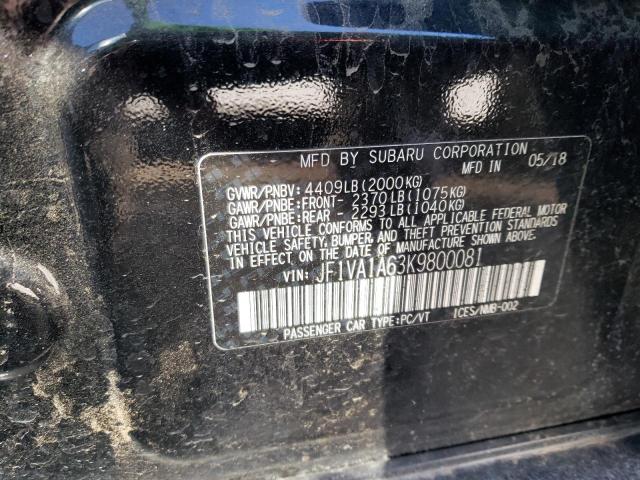 MFD BY SUBARU CORPORATION
MFD IN 05/18
GVWR/PNBV: 4409LB(2000KG)
GAWR/PNBE:FRONT- 2370LB(1075KG)
GAWR/PNBE:REAR - 2293LB(1040KG)
THIS VEHICLE CONFORMS TO ALL APPLICABLE FEDERAL MOTOR
VEHICLE SAFETY, BUMPER, AND THEFT PREVENTION STANDARDS
IN EFFECT ON THE DATE OF MANUFACTURE SHOWN ABOVE.
VIN: JF1VA1A63K9800081
PASSENGER CAR TYPE:PC/VT ICES/NMB-002